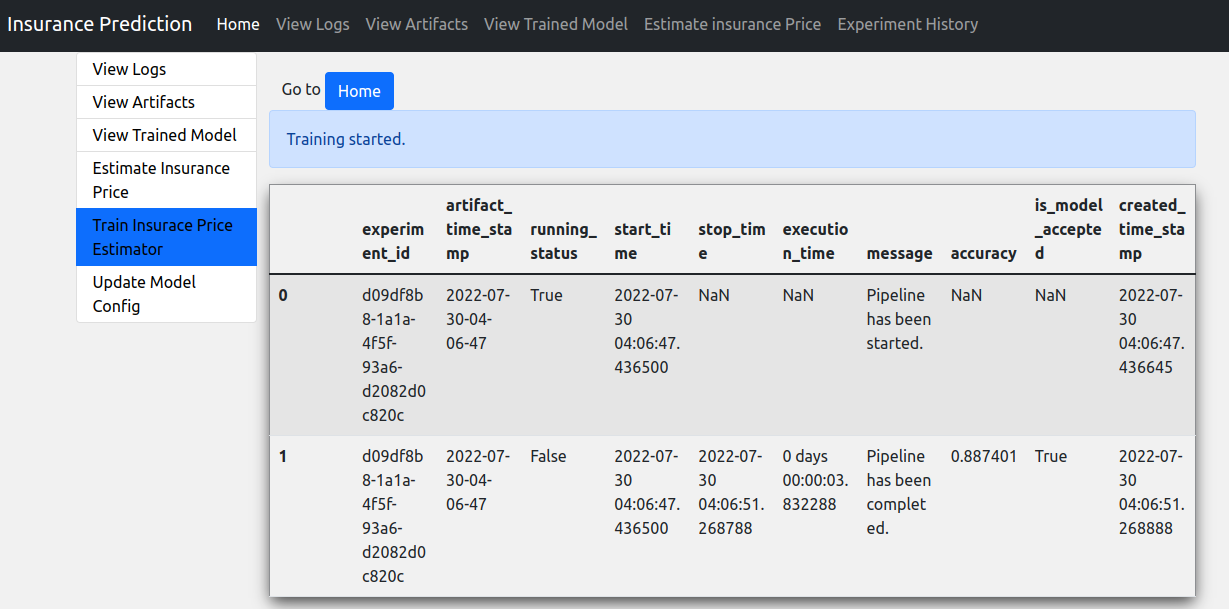 Insurance Prediction Home View Logs View Artifacts View Trained Model Estimate insurance Price Experiment History
View Logs
View Artifacts
View Trained Model
Estimate Insurance
Price
Train Insurace Price
Estimator
Update Model
Config
Go to Home
Training started.
experim
ent_id
artifact_
time_sta
mp
running_
status
start_ti
me
stop_tim
e
executio
n_time
message
accuracy
is_model
_accepte
d
created_
time_sta
mp
0
d09df8b
8-1a1a-
4f5f-
93a6-
d2082d0
c820c
2022-07-
30-04-
06-47
True
2022-07-
30
04:06:47.
436500
NaN
NaN
Pipeline
has been
started.
NaN
NaN
2022-07-
30
04:06:47.
436645
1
d09df8b
8-1a1a-
4f5f-
93a6-
d2082d0
c820c
2022-07-
30-04-
06-47
False
2022-07-
30
04:06:47.
436500
2022-07-
30
04:06:51.
268788
0 days
00:00:03.
832288
Pipeline
has been
complet
ed.
0.887401
True
2022-07-
30
04:06:51.
268888